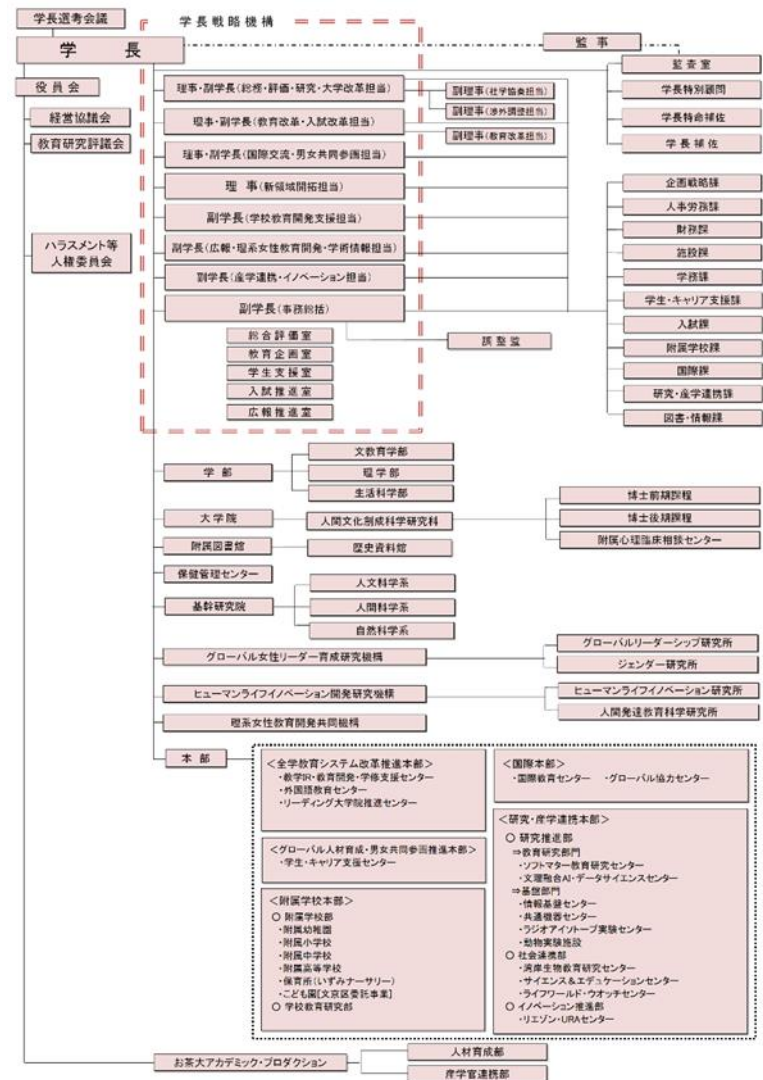 学長選考会議
学長戦略機構
学　長
監 事
役 員 会
経営協議会
教育研究評議会
ハラスメント等
人権委員会
理事・副学長(総務・評価・研究・大学改革担当)
理事・副学長(教育改革・入試改革担当)
理事・副学長(国際交流・男女共同参画担当)
理　事(新領域開拓担当)
副学長(学校教育開発支援担当)
副学長(広報・理系女性教育開発・学術情報担当)
副学長(産学連携・イノベーション担当)
副学長(事務総括)
副理事(社学協奏担当)
副理事(渉外調整担当)
副理事(教育改革担当)
総合評価室
教育企画室
学生支援室
入試推進室
広報推進室
調整監
監査室
学長特別顧問
学長特命補佐
学長補佐
企画戦略課
人事労務課
財務課
施設課
学務課
学生・キャリア支援課
入試課
附属学校課
国際課
研究・産学連携課
図書・情報課
学 部
文教育学部
理学部
生活科学部
大学院
人間文化創成科学研究科
博士前期課程
博士後期課程
附属心理臨床相談センター
附属図書館
歴史資料館
保健管理センター
基幹研究院
人文科学系
人間科学系
自然科学系
グローバル女性リーダー育成研究機構
グローバルリーダーシップ研究所
ジェンダー研究所
ヒューマンライフイノベーション開発研究機構
ヒューマンライフイノベーション研究所
人間発達教育科学研究所
理系女性教育開発共同機構
本 部
＜全学教育システム改革推進本部＞
・教学IR・教育開発・学修支援センター
・外国語教育センター
・リーディング大学院推進センター
＜グローバル人材育成・男女共同参画推進本部＞
・学生・キャリア支援センター
＜附属学校本部＞
○ 附属学校部
・附属幼稚園
・附属小学校
・附属中学校
・附属高等学校
・保育所(いずみナーサリー)
・こども園[文京区委託事業]
○ 学校教育研究部
＜国際本部＞
・国際教育センター　・グローバル協力センター
＜研究・産学連携本部＞
○ 研究推進部
⇒教育研究部門
・ソフトマター教育研究センター
・文理融合AI・データサイエンスセンター
⇒基盤部門
・情報基盤センター
・共通機器センター
・ラジオアイソトープ実験センター
・動物実験施設
○ 社会連携部
・湾岸生物教育研究センター
・サイエンス＆エデュケーションセンター
・ライフワールド・ウオッチセンター
○ イノベーション推進部
・リエゾン・URAセンター
お茶大アカデミック・プロダクション
人材育成部
産学官連携部